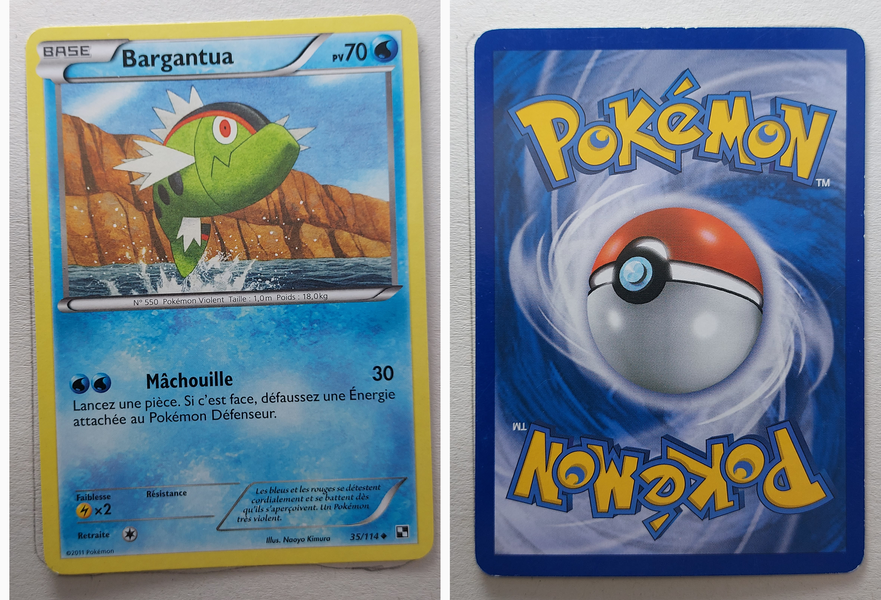 BASE
Bargantua
PV70
N° 550 Pokémon Violent Taille : 1,0m Poids : 18,0kg
Mâchouille 30
Lancez une pièce. Si c'est face, défaussez une Énergie
attachée au Pokémon Défenseur.
Faiblesse
Résistance
×2
Retraite
Les bleus et les rouges se détestent
cordialement et se battent dès
qu'ils s'aperçoivent. Un Pokémon
très violent.
Illus. Naoyo Kimura
35/114
©2011 Pokémon
POKéMON
TM
TM
POKéMON